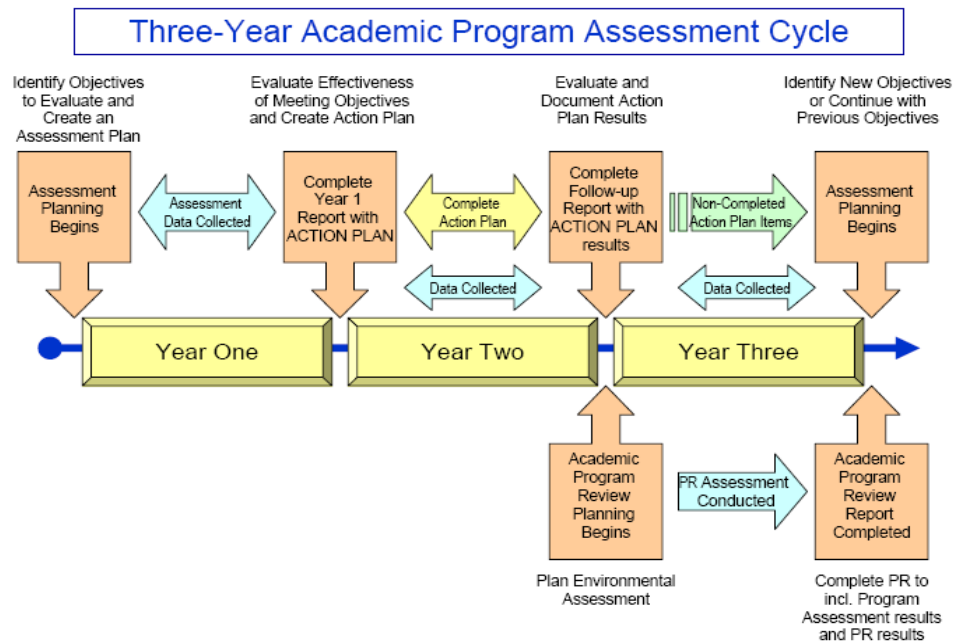 Three-Year Academic Program Assessment Cycle
Identify Objectives
to Evaluate and
Create an
Assessment Plan
Evaluate Effectiveness
of Meeting Objectives
and Create Action Plan
Evaluate and
Document Action
Plan Results
Identify New Objectives
or Continue with
Previous Objectives
Assessment
Planning
Begins
Assessment
Data Collected
Complete
Year 1
Report with
ACTION PLAN
Complete
Action Plan
Complete
Follow-up
Report with
ACTION PLAN
results
Non-Completed
Action Plan Items
Assessment
Planning
Begins
Data Collected
Data Collected
Year One
Year Two
Year Three
Academic
Program
Review
Planning
Begins
PR Assessment
Conducted
Academic
Program
Review
Report
Completed
Plan Environmental
Assessment
Complete PR to
incl. Program
Assessment results
and PR results